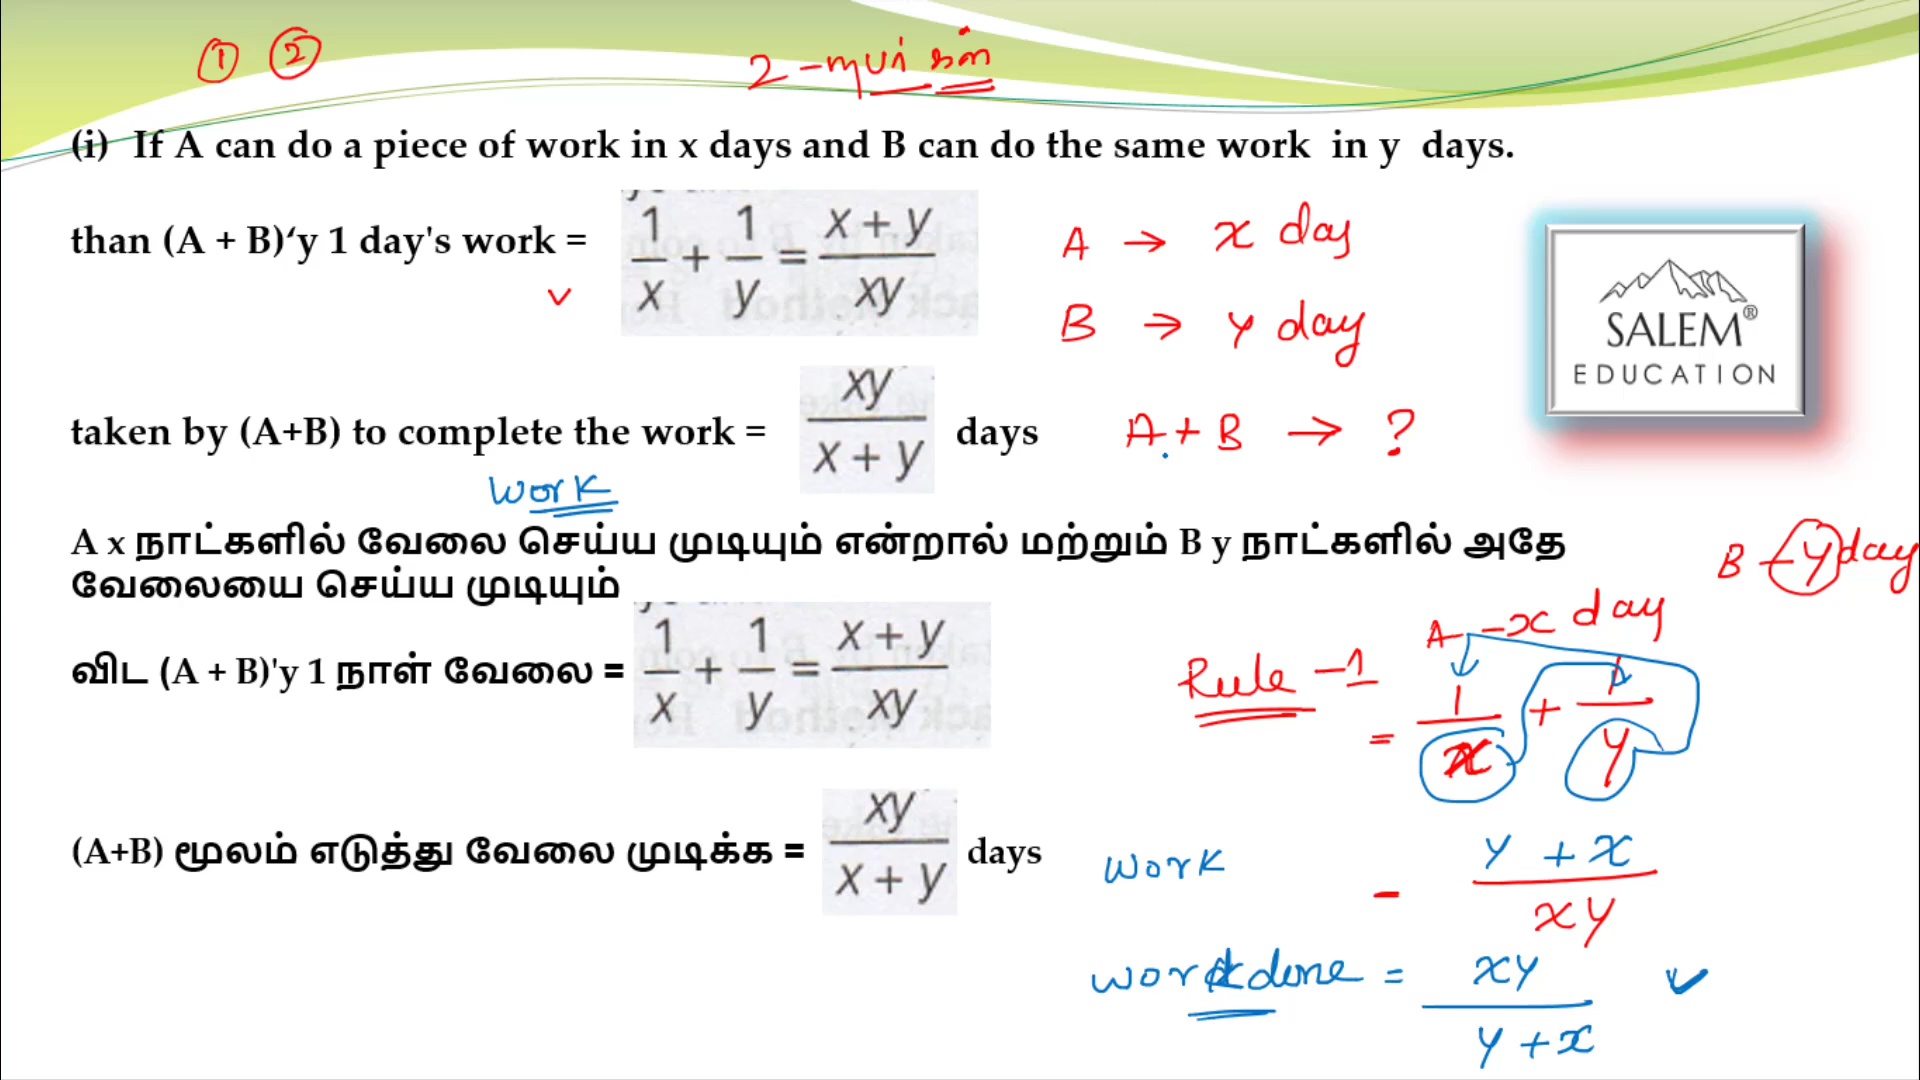 ① ②
2 - நபர்கள்
(i) If A can do a piece of work in x days and B can do the same work in y days.
than (A + B)‘y 1 day's work = 1/x + 1/y = x + y/xy
A → x day
B → y day
SALEM®
EDUCATION
taken by (A+B) to complete the work = xy/x + y days
A + B → ?
work
A x நாட்களில் வேலை செய்ய முடியும் என்றால் மற்றும் B y நாட்களில் அதே
வேலையை செய்ய முடியும்
B - y day
A - x day
விட (A + B)'y 1 நாள் வேலை = 1/x + 1/y = x + y/xy
Rule - 1
= 1/x + 1/y
(A+B) மூலம் எடுத்து வேலை முடிக்க = xy/x + y days
work
- y + x/xy
work done = xy/y + x